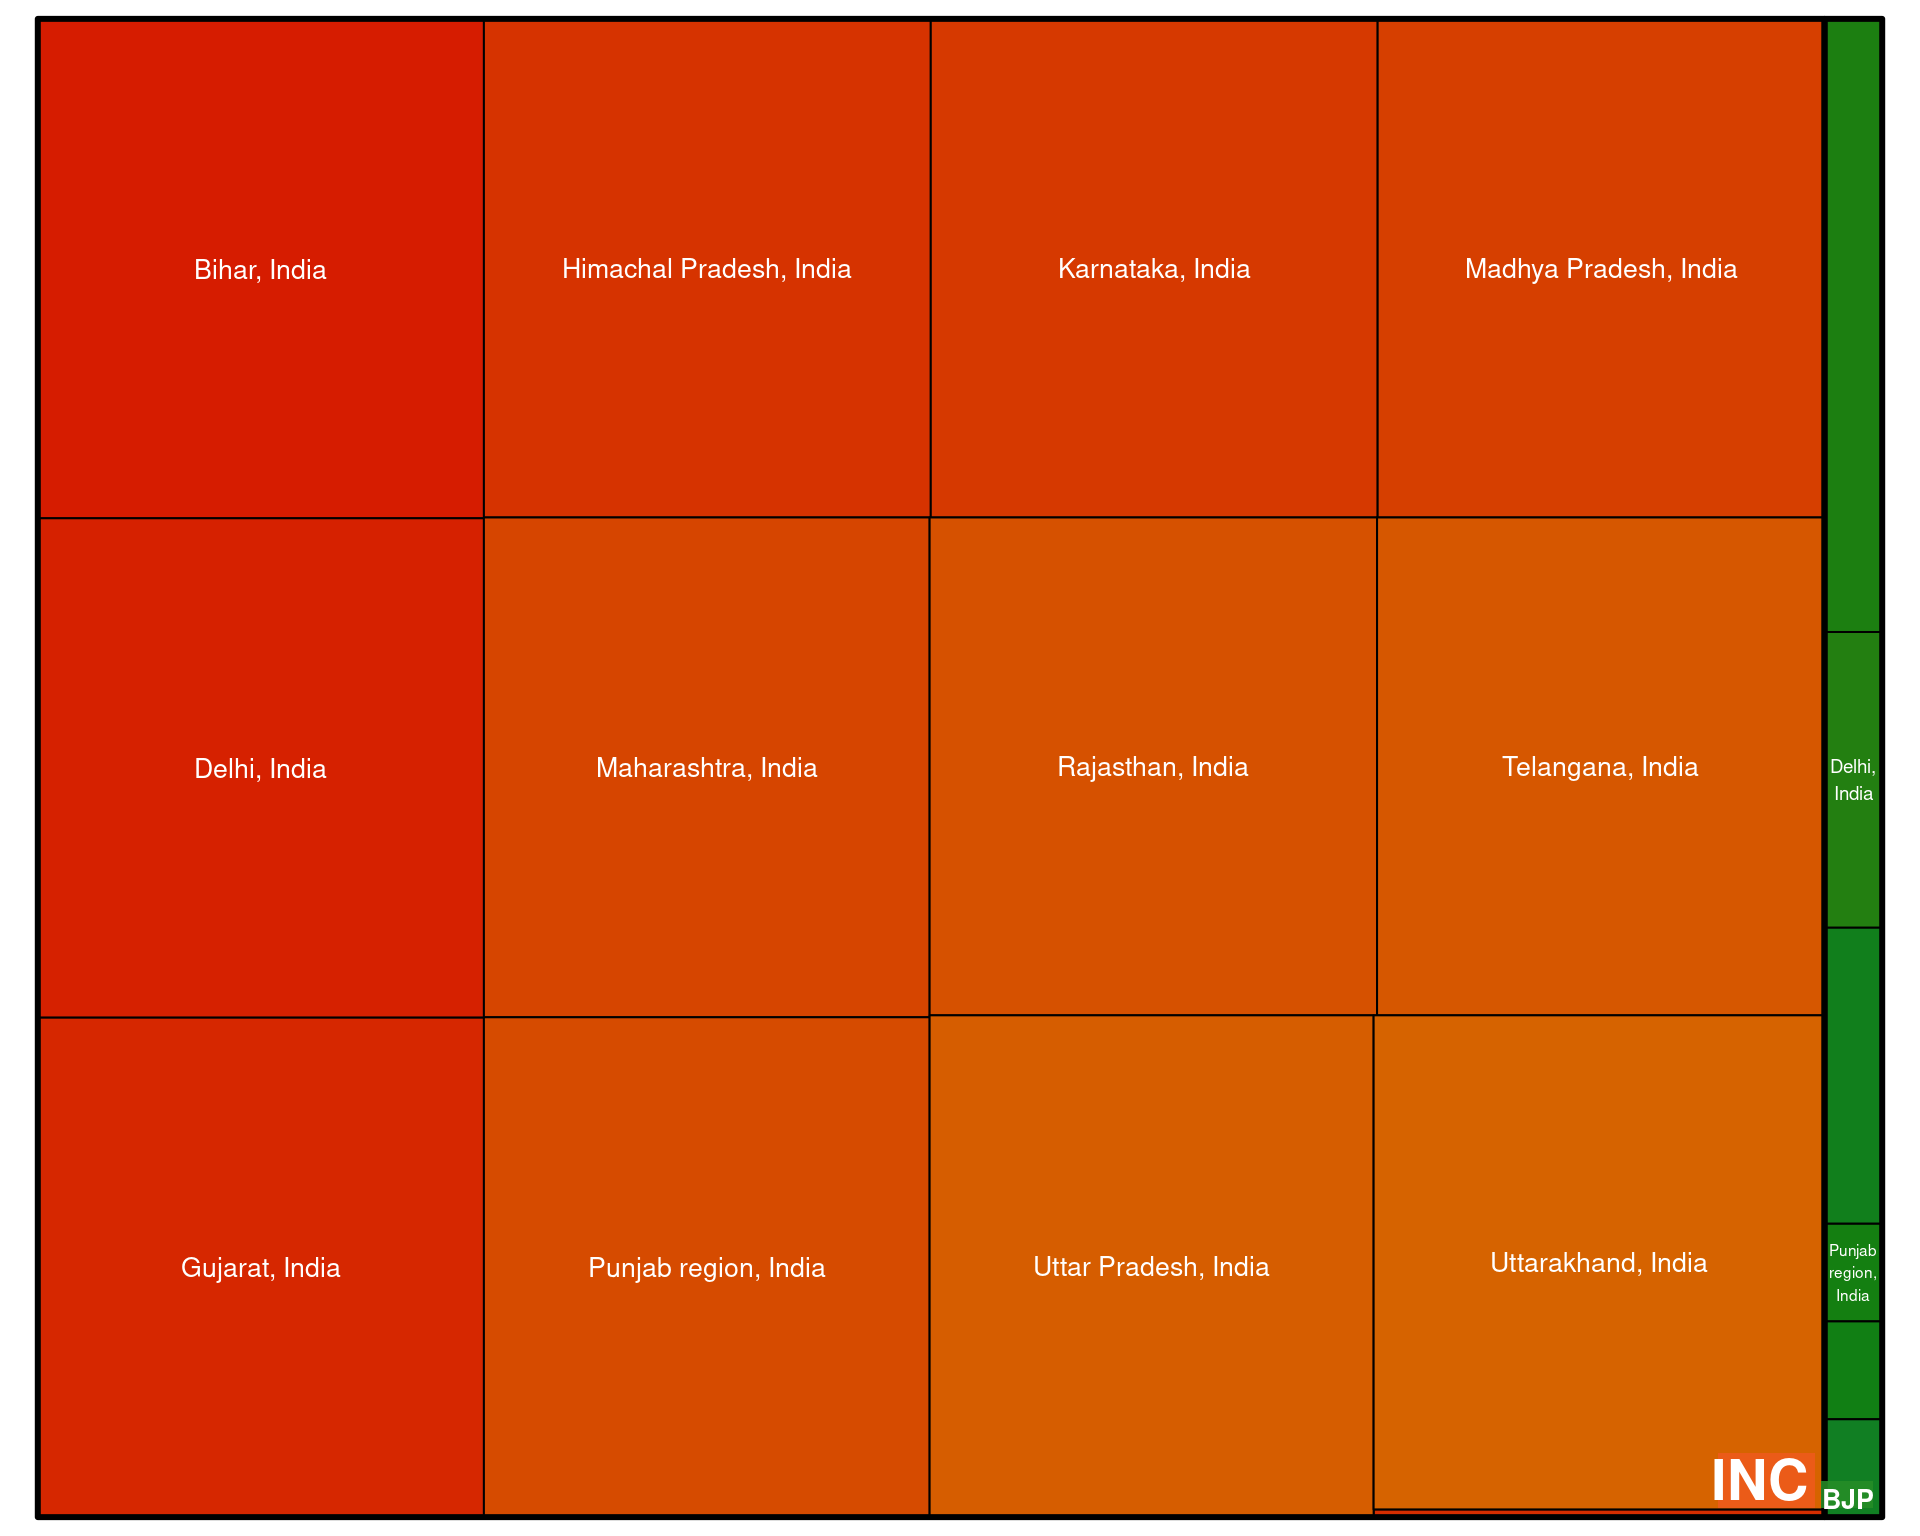 Bihar, India
Himachal Pradesh, India
Karnataka, India
Madhya Pradesh, India
Delhi, India
Maharashtra, India
Rajasthan, India
Telangana, India
Delhi,
India
Gujarat, India
Punjab region, India
Uttar Pradesh, India
Uttarakhand, India
Punjab
region,
India
INC
BJP